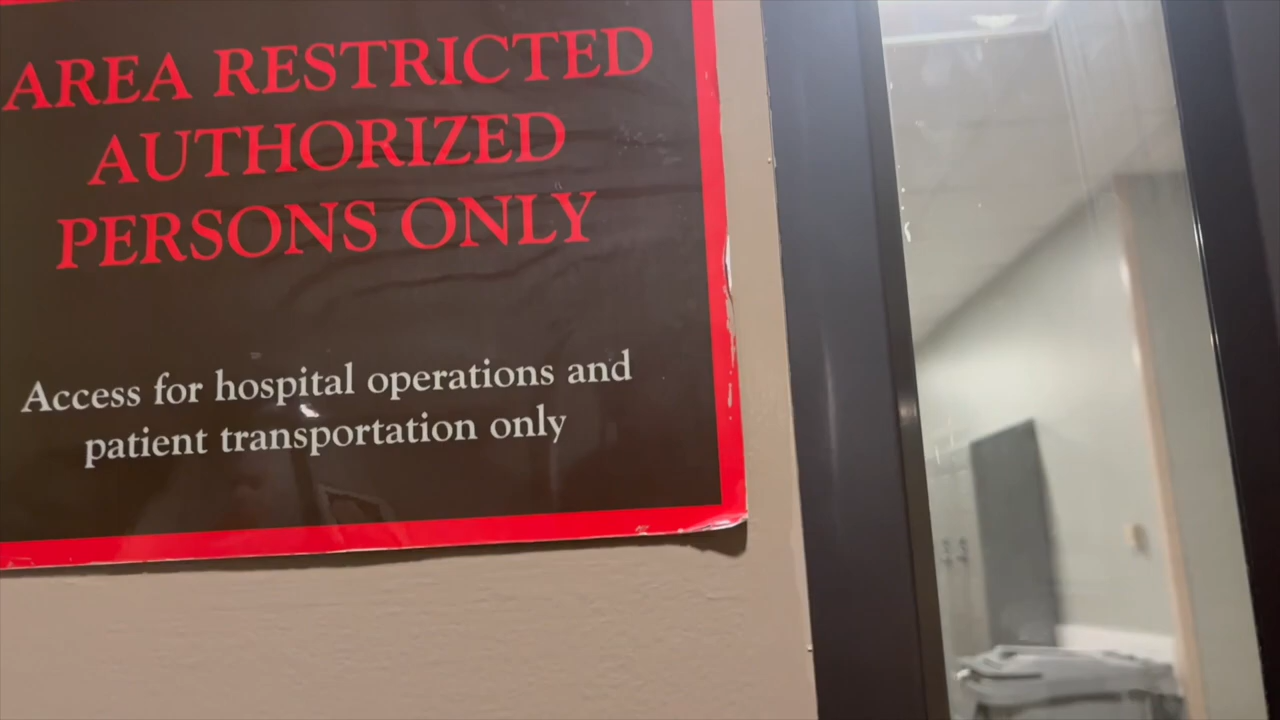 AREA RESTRICTED
AUTHORIZED
PERSONS ONLY
Access for hospital operations and
patient transportation only